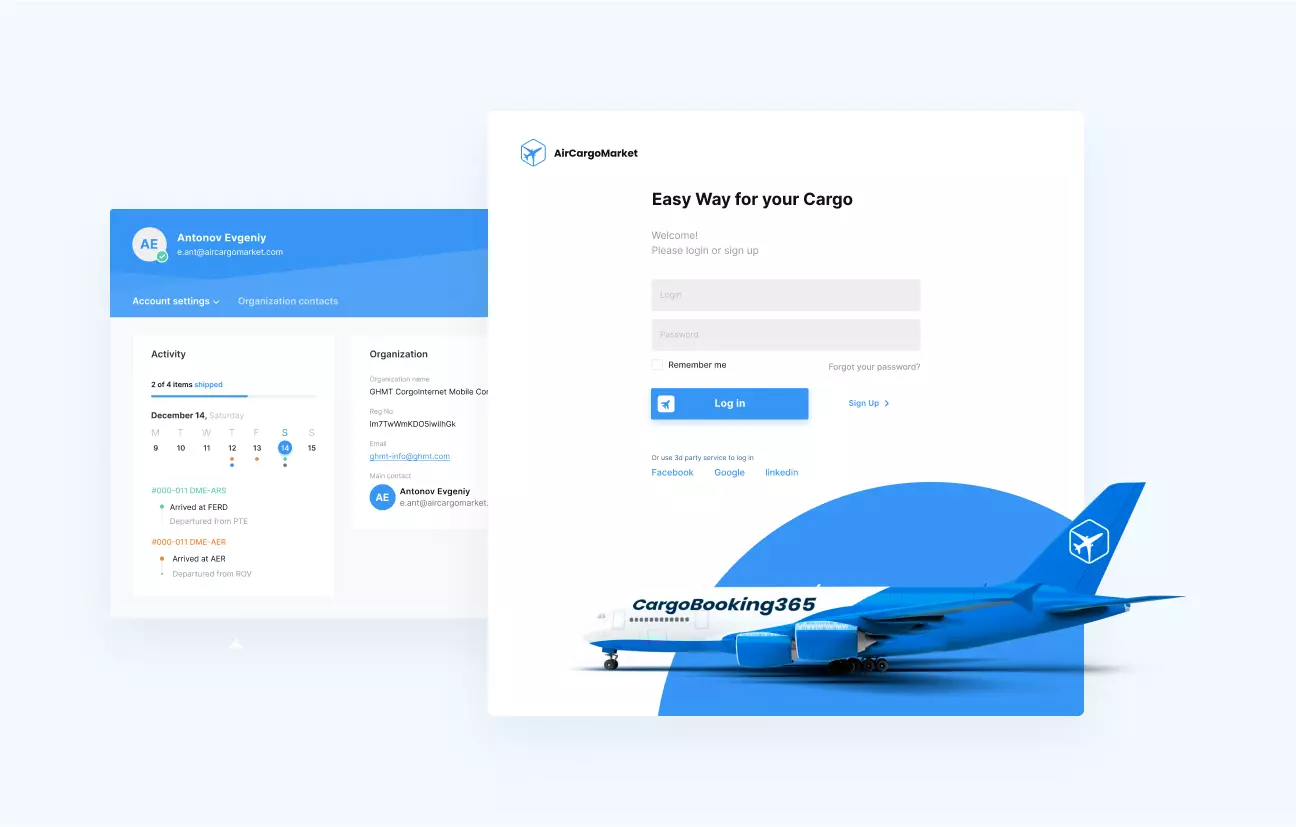 AirCargoMarket
Easy Way for your Cargo
Welcome!
Please login or sign up
Login
Password
Remember me
Forgot your password?
Log in
Sign Up
Or use 3d party service to log in
Facebook Google linkedin
CargoBooking365
AE
Antonov Evgeniy
e.ant@aircargomarket.com
Account settings
Organization contacts
Activity
2 of 4 items shipped
December 14, Saturday
M T W T F S S
9 10 11 12 13 14 15
#000-011 DME-ARS
Arrived at FERD
Departured from PTE
#000-011 DME-AER
Arrived at AER
Departured from ROV
Organization
Organization name
GHMT CorgoInternet Mobile Cor
Reg No
Im7TwWmKDO5iwilhGk
Email
ghmt-info@ghmt.com
Main contact
AE
Antonov Evgeniy
e.ant@aircargomarket.